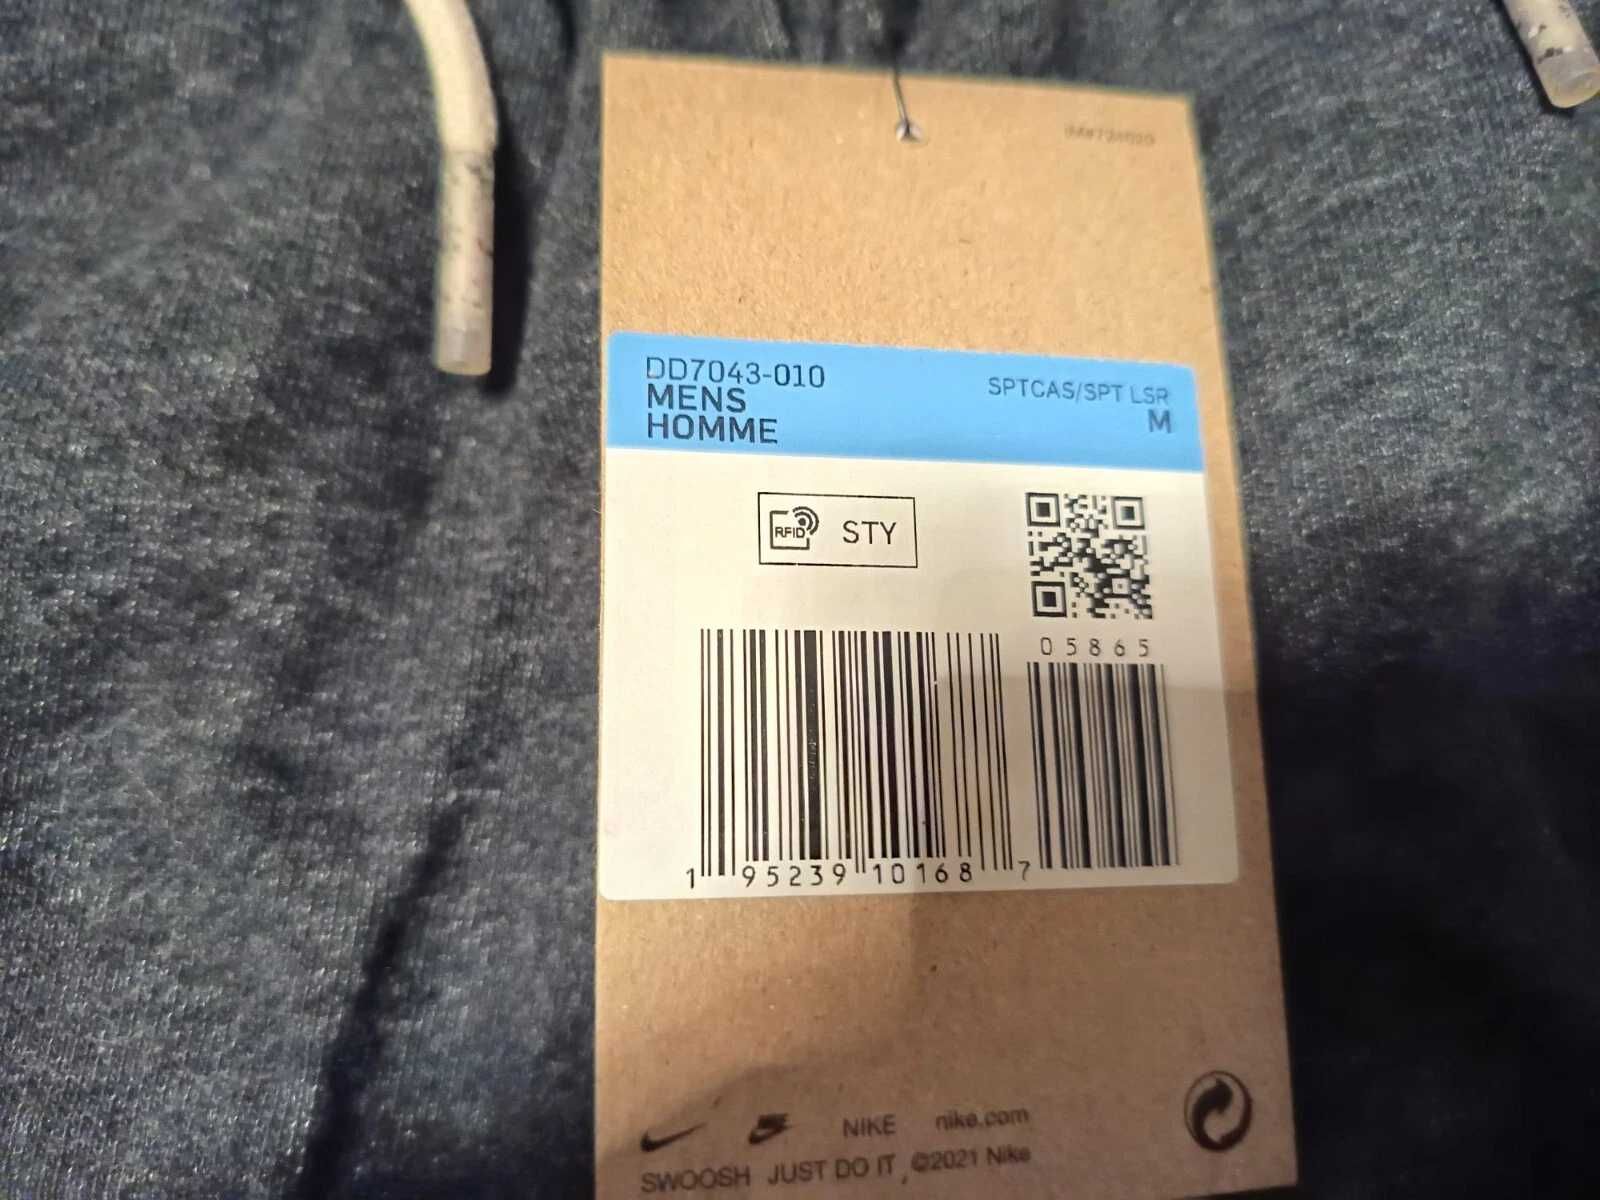 DD7043-010
MENS
HOMME
SPTCAS/SPT LSR
M
RFID STY
05865
1 95239 10168 7
NIKE nike.com
SWOOSH JUST DO IT, ©2021 Nike